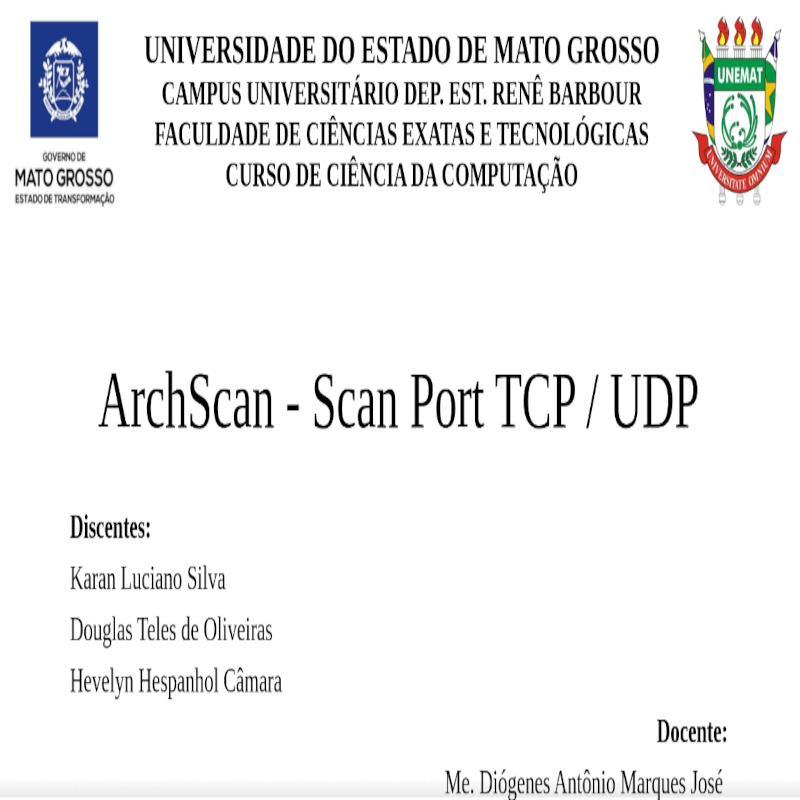 UNIVERSIDADE DO ESTADO DE MATO GROSSO
CAMPUS UNIVERSITÁRIO DEP. EST. RENÊ BARBOUR
FACULDADE DE CIÊNCIAS EXATAS E TECNOLÓGICAS
CURSO DE CIÊNCIA DA COMPUTAÇÃO
GOVERNO DE
MATO GROSSO
ESTADO DE TRANSFORMAÇÃO
UNEMAT
UNIVERSITATE OMNIUM
ArchScan - Scan Port TCP / UDP
Discentes:
Karan Luciano Silva
Douglas Teles de Oliveiras
Hevelyn Hespanhol Câmara
Docente:
Me. Diógenes Antônio Marques José